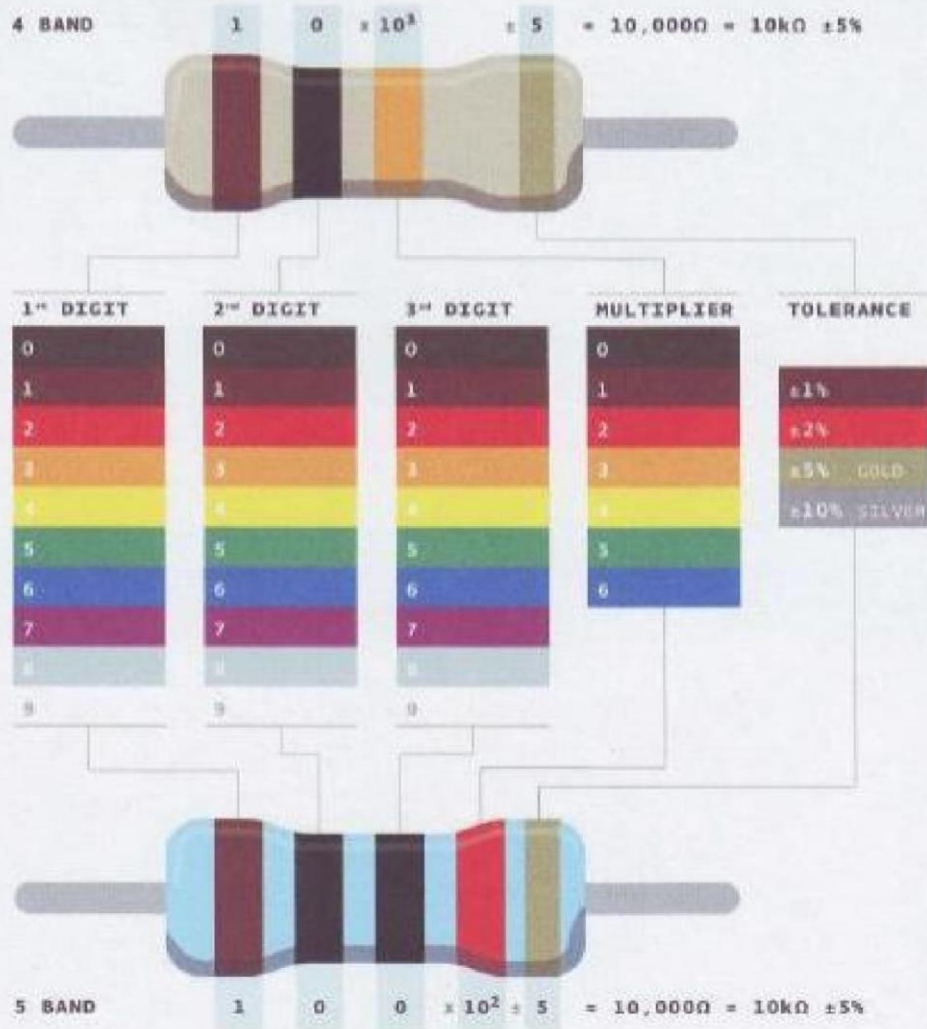 4 BAND 1 0 x 10³ ± 5 = 10,000Ω = 10kΩ ±5%
1ST DIGIT 2ND DIGIT 3RD DIGIT MULTIPLIER TOLERANCE
0 0 0 0
1 1 1 1 ±1%
2 2 2 2 ±2%
3 3 3 3 ±5% GOLD
4 4 4 4 ±10% SILVER
5 5 5 5
6 6 6 6
7 7 7
8 8 8
9 9 9
5 BAND 1 0 0 x 10² ± 5 = 10,000Ω = 10kΩ ±5%